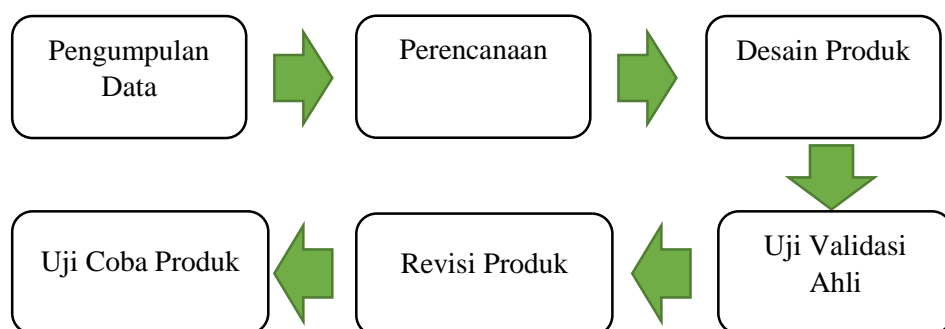 Pengumpulan
Data
Perencanaan
Desain Produk
Uji Validasi
Ahli
Revisi Produk
Uji Coba Produk